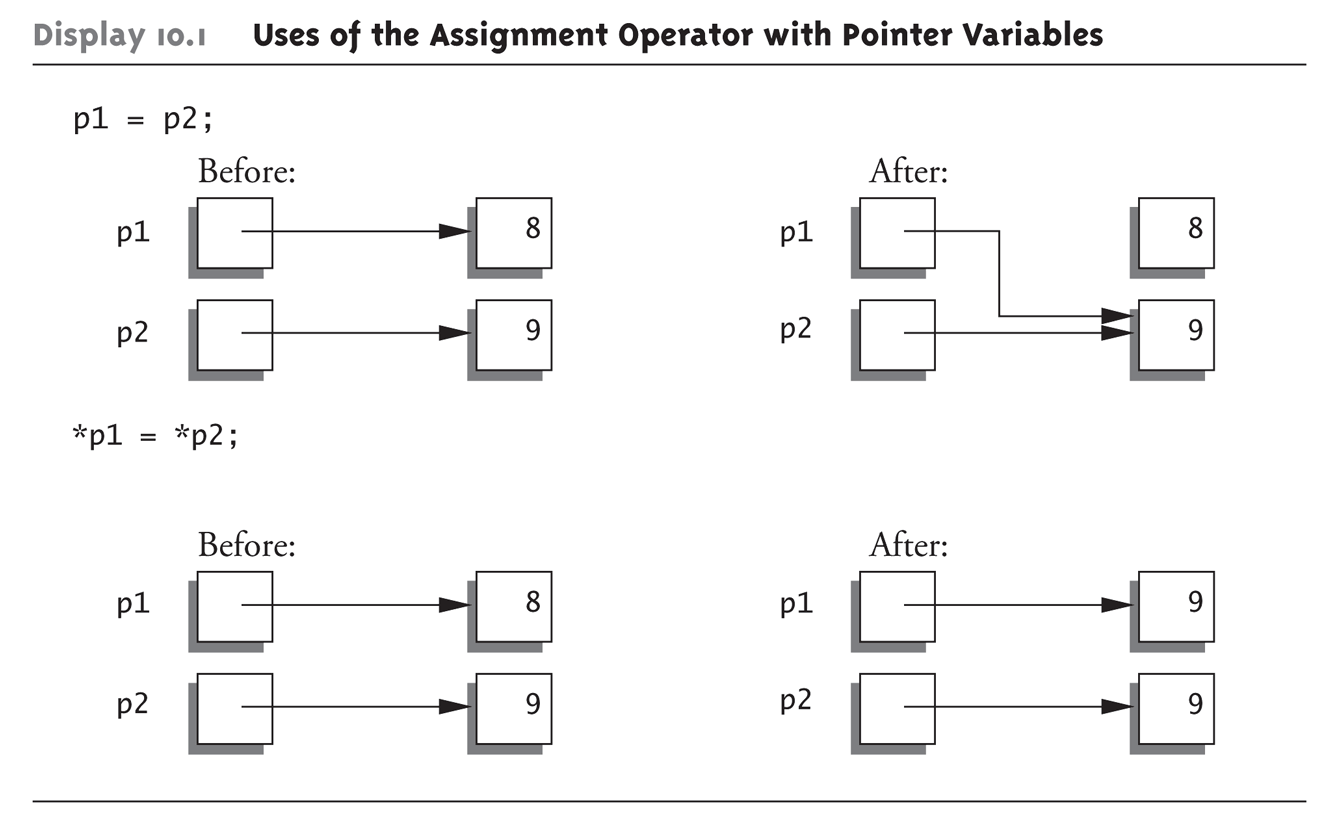 Display 10.1 Uses of the Assignment Operator with Pointer Variables
p1 = p2;
Before: After:
p1 8 p1 8
p2 9 p2 9
*p1 = *p2;
Before: After:
p1 8 p1 9
p2 9 p2 9